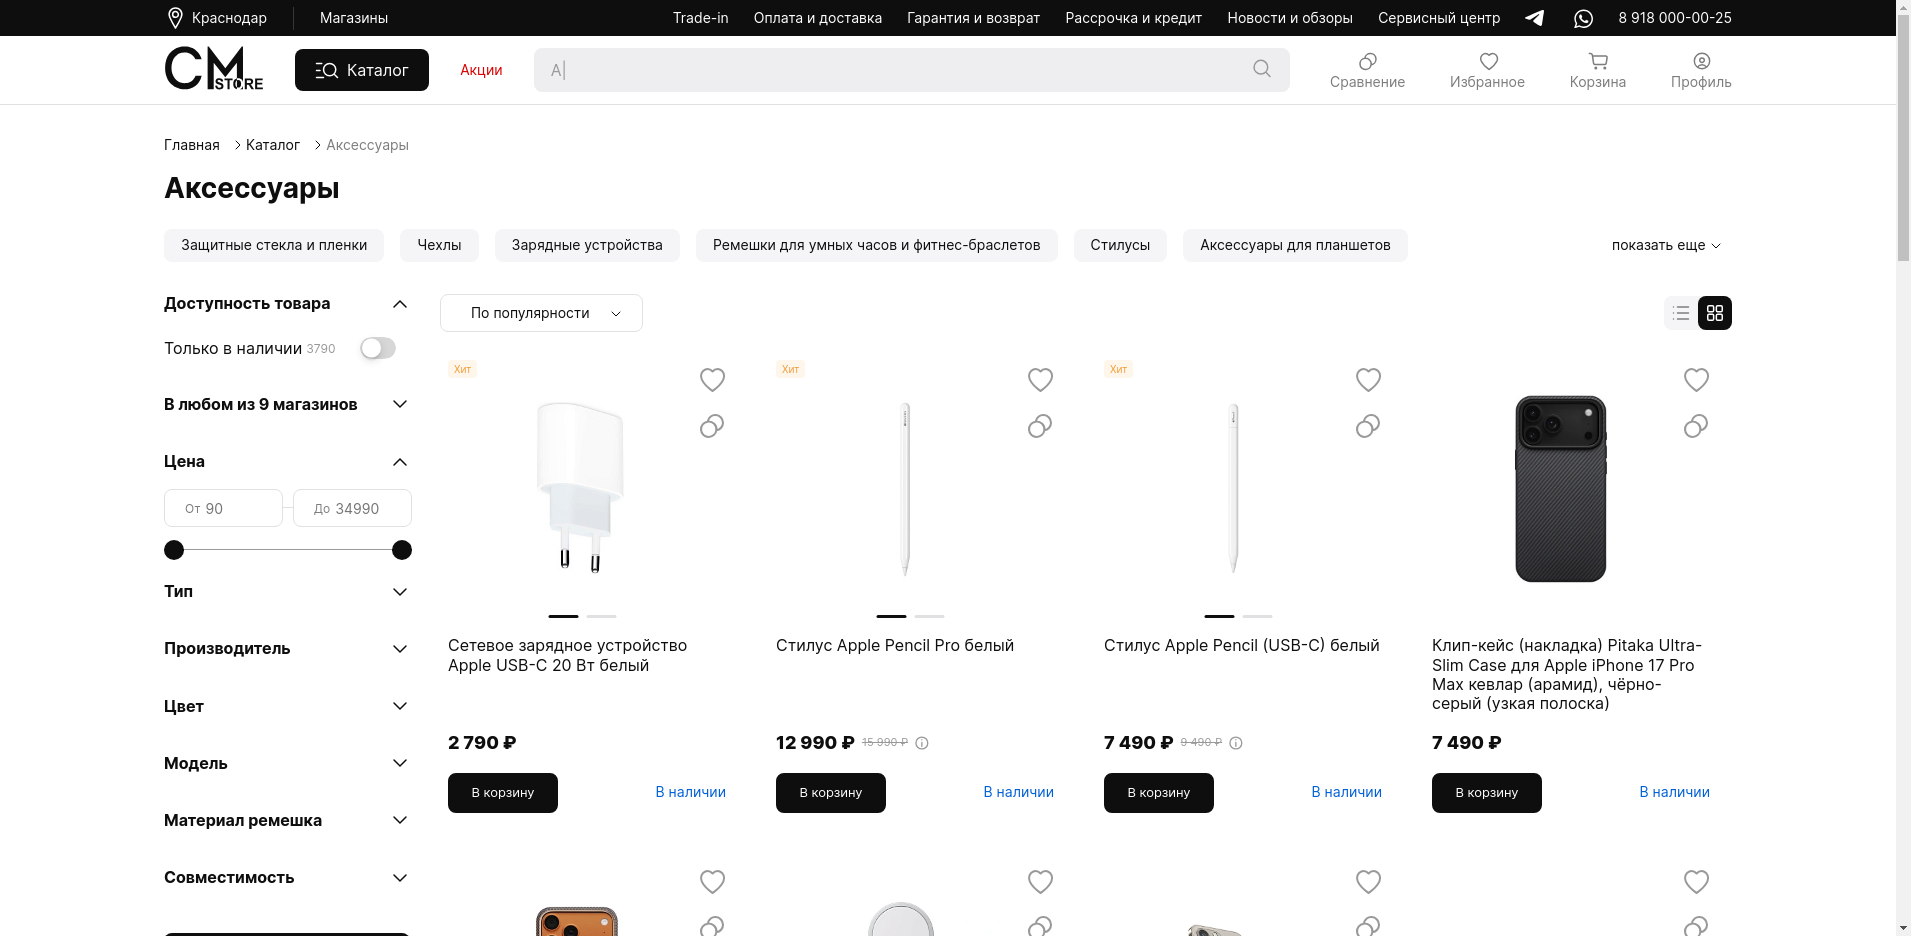 Краснодар
Магазины
Trade-in
Оплата и доставка
Гарантия и возврат
Рассрочка и кредит
Новости и обзоры
Сервисный центр
8 918 000-00-25
CM STORE
Каталог
Акции
А|
Сравнение
Избранное
Корзина
Профиль
Главная
Каталог
Аксессуары
Аксессуары
Защитные стекла и пленки
Чехлы
Зарядные устройства
Ремешки для умных часов и фитнес-браслетов
Стилусы
Аксессуары для планшетов
показать еще
Доступность товара
Только в наличии 3790
В любом из 9 магазинов
Цена
От 90
До 34990
Тип
Производитель
Цвет
Модель
Материал ремешка
Совместимость
По популярности
Хит
Сетевое зарядное устройство
Apple USB-C 20 Вт белый
2 790 ₽
В корзину
В наличии
Хит
Стилус Apple Pencil Pro белый
12 990 ₽ 15 990 ₽
В корзину
В наличии
Хит
Стилус Apple Pencil (USB-C) белый
7 490 ₽ 9 490 ₽
В корзину
В наличии
Клип-кейс (накладка) Pitaka Ultra-
Slim Case для Apple iPhone 17 Pro
Max кевлар (арамид), чёрно-
серый (узкая полоска)
7 490 ₽
В корзину
В наличии